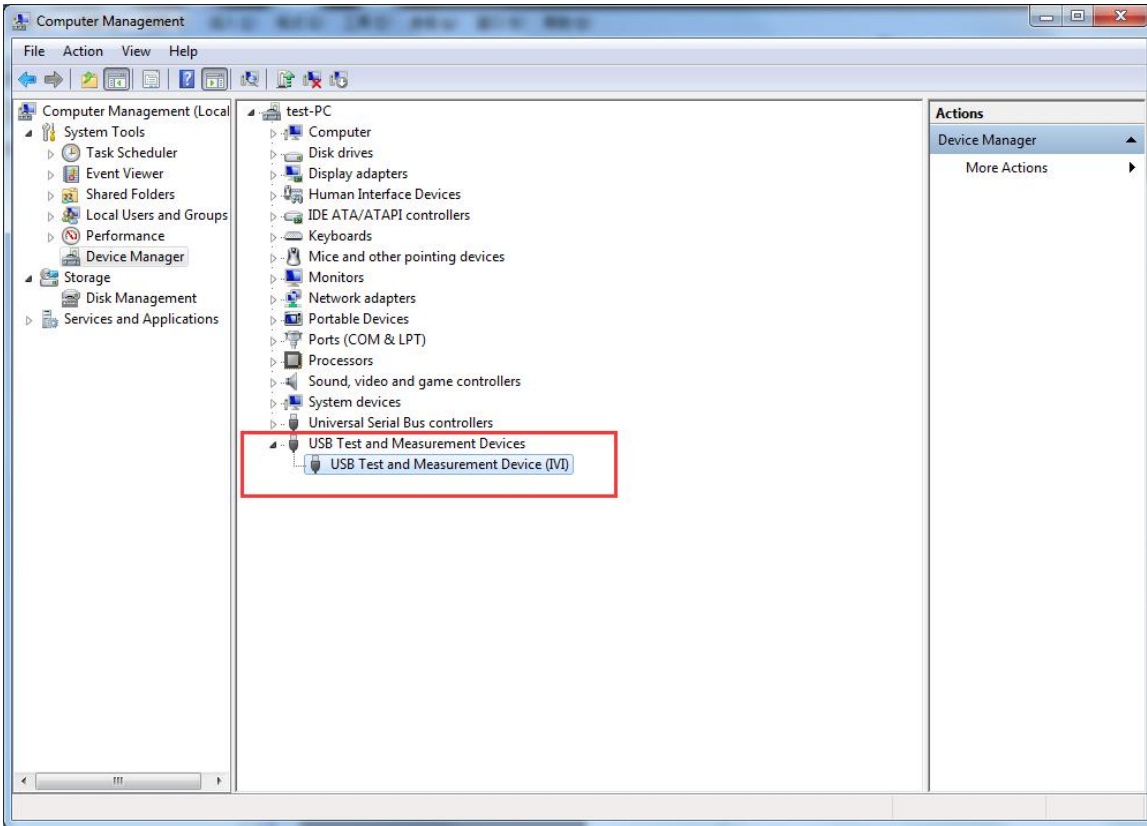 Computer Management
File Action View Help
Computer Management (Local
System Tools
Task Scheduler
Event Viewer
Shared Folders
Local Users and Groups
Performance
Device Manager
Storage
Disk Management
Services and Applications
test-PC
Computer
Disk drives
Display adapters
Human Interface Devices
IDE ATA/ATAPI controllers
Keyboards
Mice and other pointing devices
Monitors
Network adapters
Portable Devices
Ports (COM & LPT)
Processors
Sound, video and game controllers
System devices
Universal Serial Bus controllers
USB Test and Measurement Devices
USB Test and Measurement Device (IVI)
Actions
Device Manager
More Actions